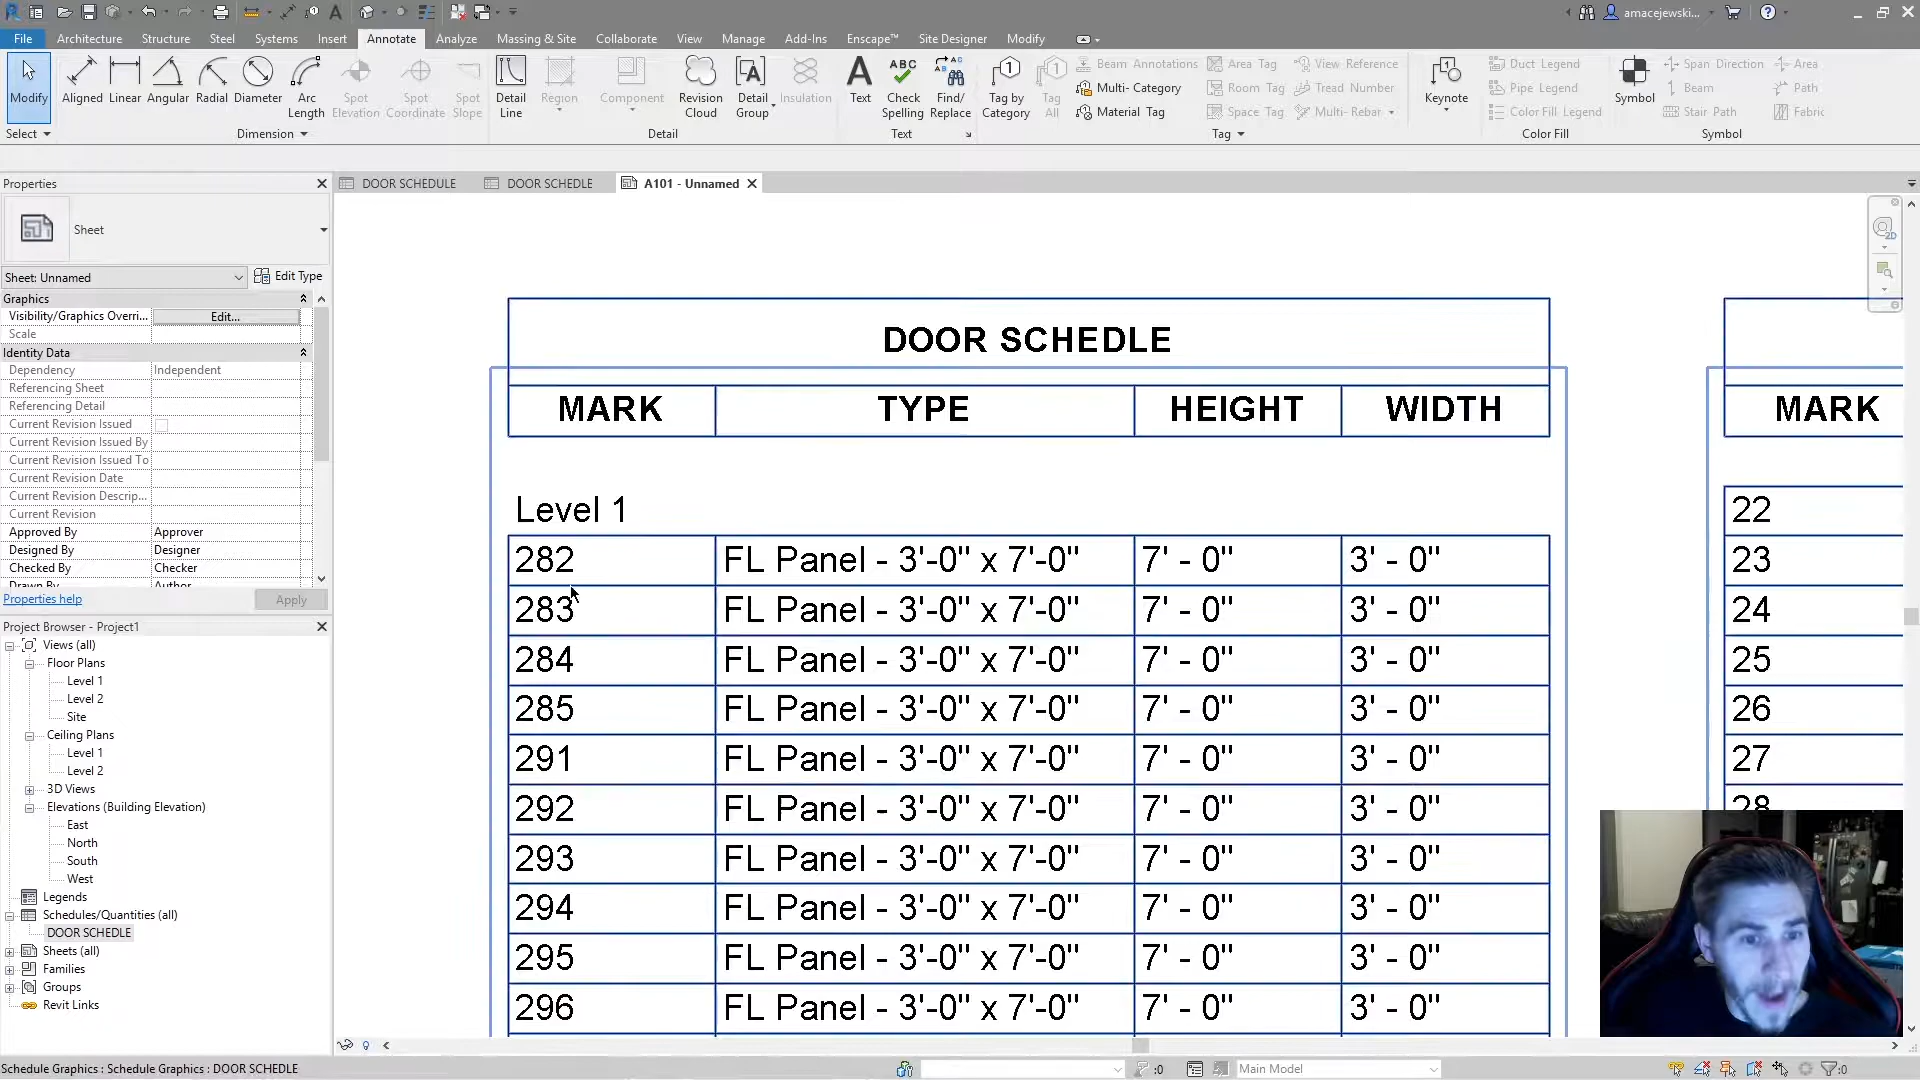 amacejewski...
File Architecture Structure Steel Systems Insert Annotate Analyze Massing & Site Collaborate View Manage Add-Ins Enscape™ Site Designer Modify
Modify Aligned Linear Angular Radial Diameter Arc Length Spot Elevation Spot Coordinate Spot Slope Detail Line Region Component Revision Cloud Detail Group Insulation Text Check Spelling Find/ Replace Tag by Category Tag All Beam Annotations Multi- Category Material Tag Area Tag Room Tag Space Tag View Reference Tread Number Multi- Rebar Keynote Duct Legend Pipe Legend Color Fill Legend Symbol Span Direction Beam Stair Path Area Path Fabric
Select Dimension Detail Text Tag Color Fill Symbol
Properties
DOOR SCHEDULE DOOR SCHEDLE A101 - Unnamed
Sheet
Sheet: Unnamed Edit Type
Graphics
Visibility/Graphics Overri... Edit...
Scale
Identity Data
Dependency Independent
Referencing Sheet
Referencing Detail
Current Revision Issued
Current Revision Issued By
Current Revision Issued To
Current Revision Date
Current Revision Descrip...
Current Revision
Approved By Approver
Designed By Designer
Checked By Checker
Drawn By Author
Properties help Apply
Project Browser - Project1
Views (all)
Floor Plans
Level 1
Level 2
Site
Ceiling Plans
Level 1
Level 2
3D Views
Elevations (Building Elevation)
East
North
South
West
Legends
Schedules/Quantities (all)
DOOR SCHEDLE
Sheets (all)
Families
Groups
Revit Links
DOOR SCHEDLE
MARK TYPE HEIGHT WIDTH
Level 1
282 FL Panel - 3'-0" x 7'-0" 7' - 0" 3' - 0"
283 FL Panel - 3'-0" x 7'-0" 7' - 0" 3' - 0"
284 FL Panel - 3'-0" x 7'-0" 7' - 0" 3' - 0"
285 FL Panel - 3'-0" x 7'-0" 7' - 0" 3' - 0"
291 FL Panel - 3'-0" x 7'-0" 7' - 0" 3' - 0"
292 FL Panel - 3'-0" x 7'-0" 7' - 0" 3' - 0"
293 FL Panel - 3'-0" x 7'-0" 7' - 0" 3' - 0"
294 FL Panel - 3'-0" x 7'-0" 7' - 0" 3' - 0"
295 FL Panel - 3'-0" x 7'-0" 7' - 0" 3' - 0"
296 FL Panel - 3'-0" x 7'-0" 7' - 0" 3' - 0"
MARK
22
23
24
25
26
27
28
2D
Schedule Graphics : Schedule Graphics : DOOR SCHEDLE :0 Main Model :0